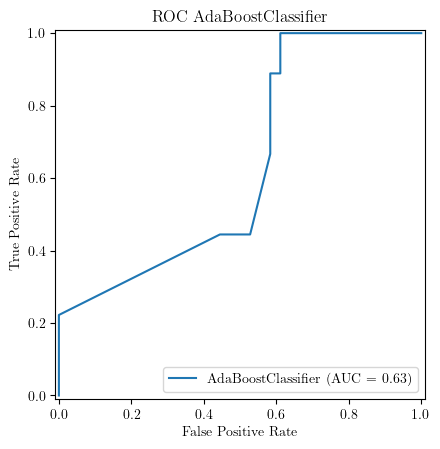 ROC AdaBoostClassifier
True Positive Rate
1.0
0.8
0.6
0.4
0.2
0.0
AdaBoostClassifier (AUC = 0.63)
0.0 0.2 0.4 0.6 0.8 1.0
False Positive Rate